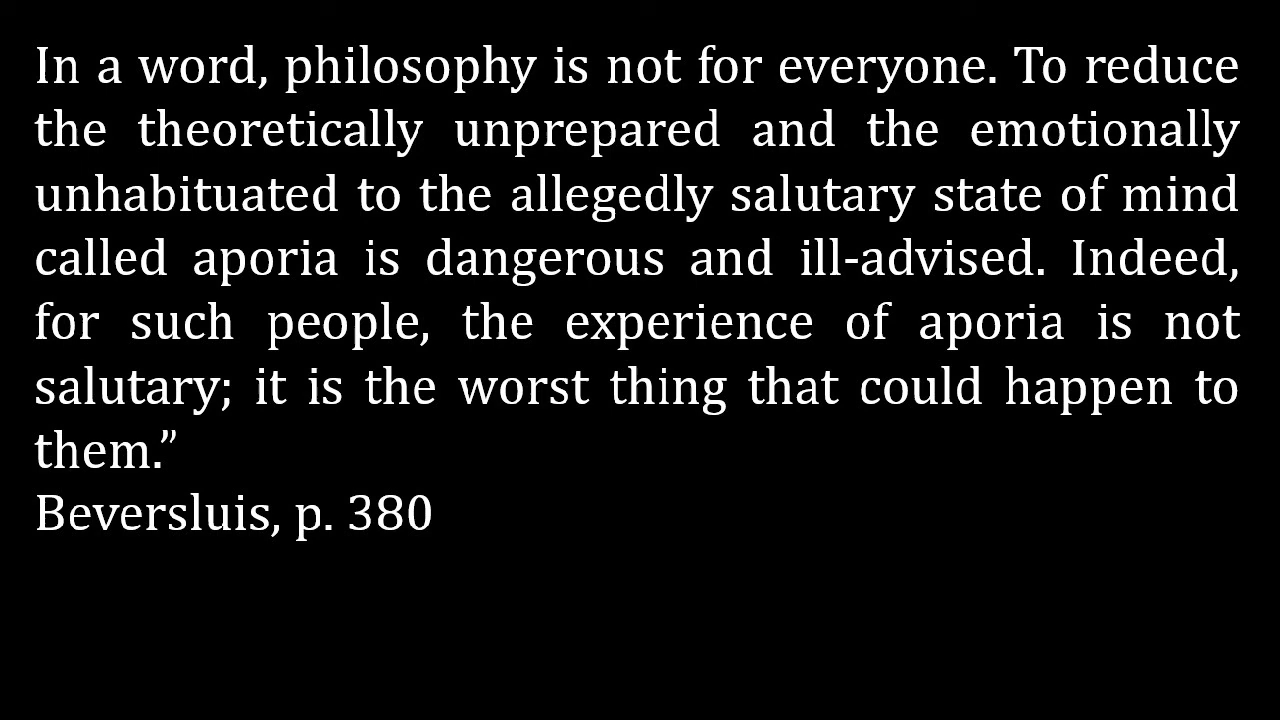 In a word, philosophy is not for everyone. To reduce
the theoretically unprepared and the emotionally
unhabituated to the allegedly salutary state of mind
called aporia is dangerous and ill-advised. Indeed,
for such people, the experience of aporia is not
salutary; it is the worst thing that could happen to
them.”
Beversluis, p. 380